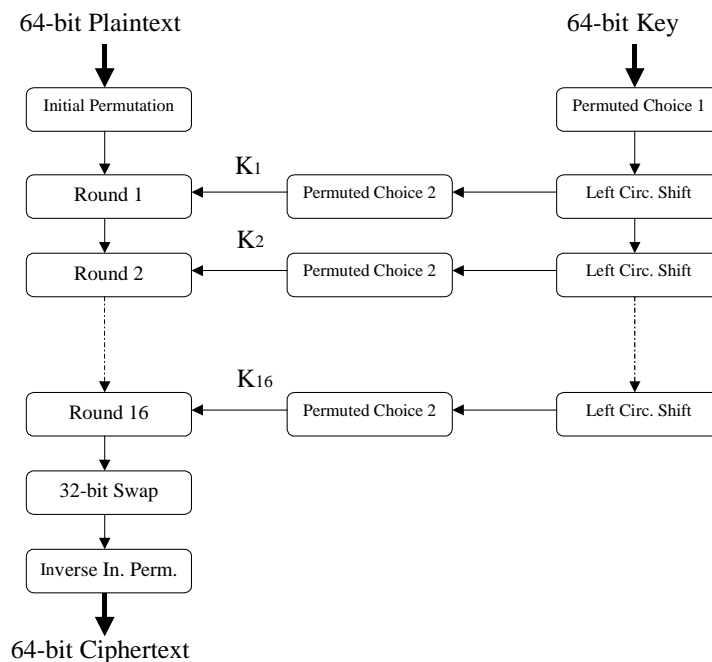 64-bit Plaintext
64-bit Key
Initial Permutation
Permuted Choice 1
K1
Round 1
Permuted Choice 2
Left Circ. Shift
K2
Round 2
Permuted Choice 2
Left Circ. Shift
K16
Round 16
Permuted Choice 2
Left Circ. Shift
32-bit Swap
Inverse In. Perm.
64-bit Ciphertext